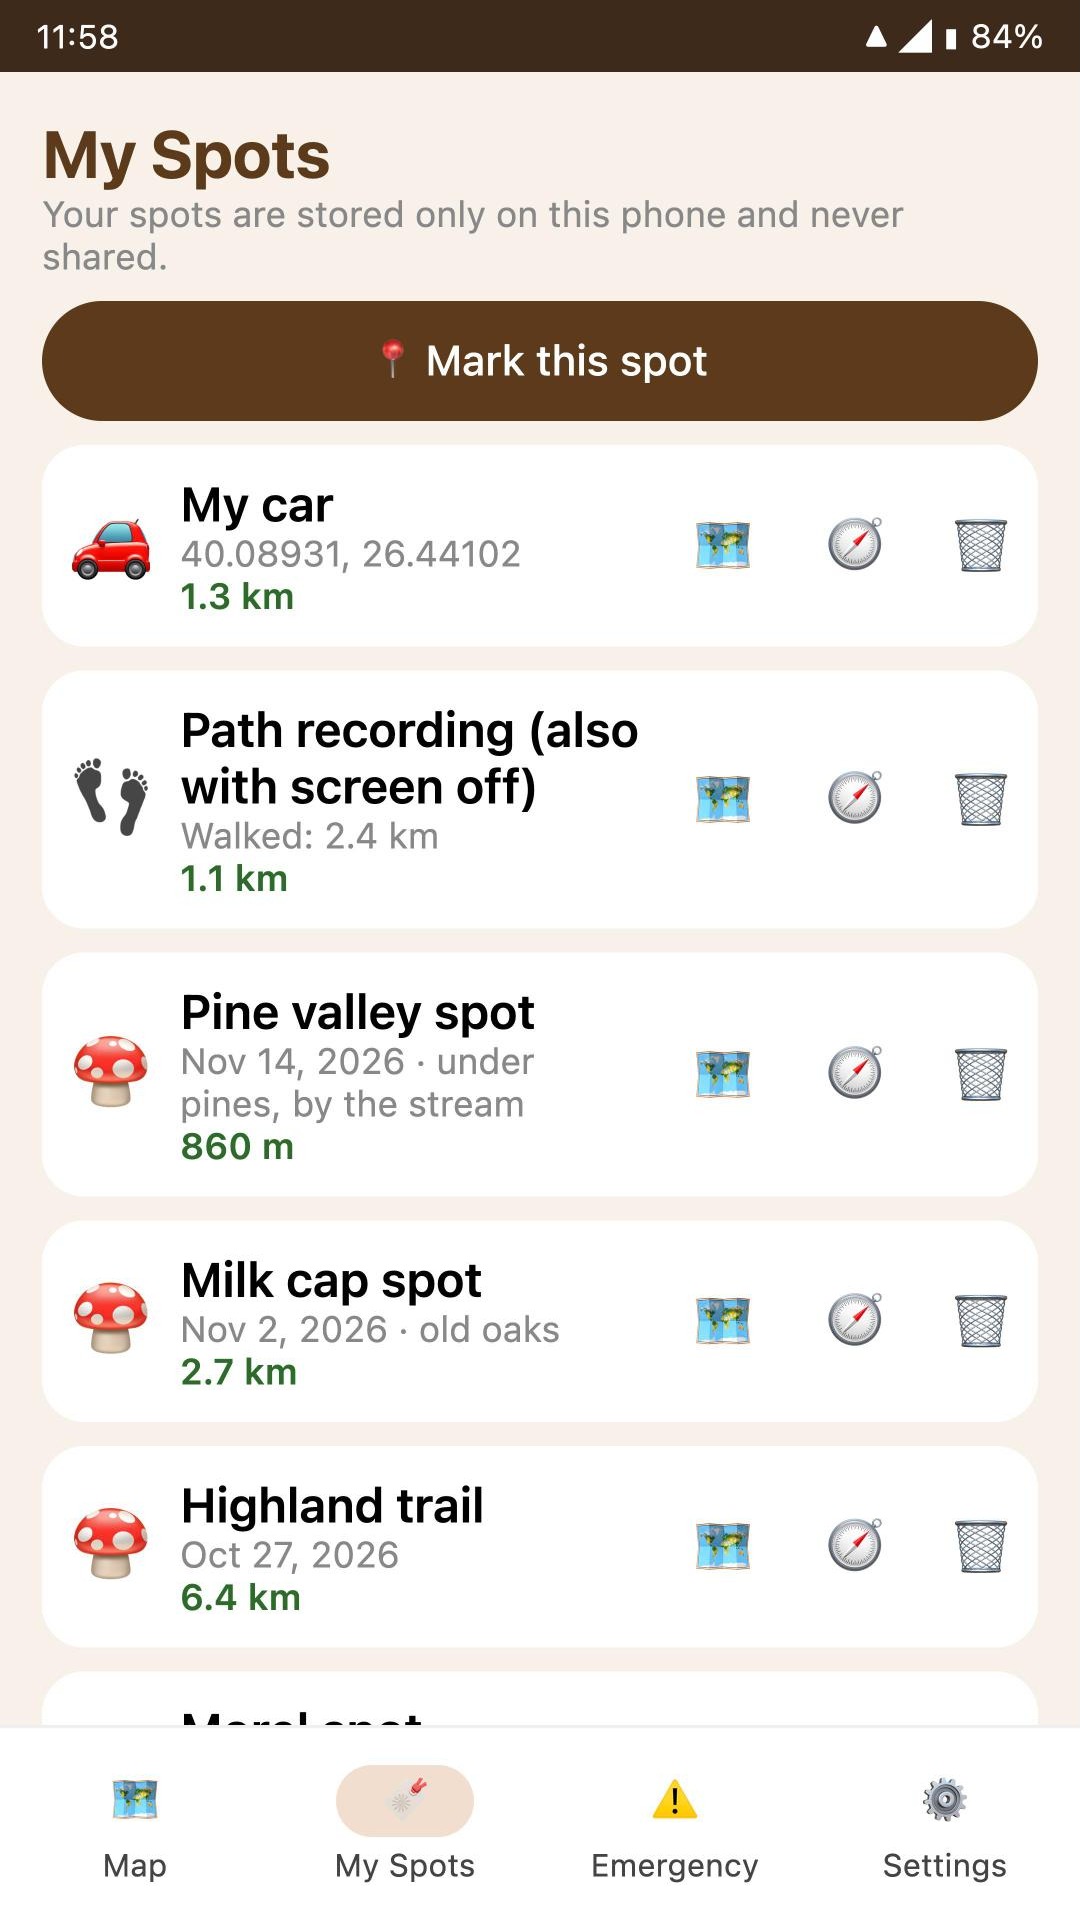 11:58
84%
My Spots
Your spots are stored only on this phone and never
shared.
Mark this spot
My car
40.08931, 26.44102
1.3 km
Path recording (also
with screen off)
Walked: 2.4 km
1.1 km
Pine valley spot
Nov 14, 2026 · under
pines, by the stream
860 m
Milk cap spot
Nov 2, 2026 · old oaks
2.7 km
Highland trail
Oct 27, 2026
6.4 km
Morel spot
Map
My Spots
Emergency
Settings